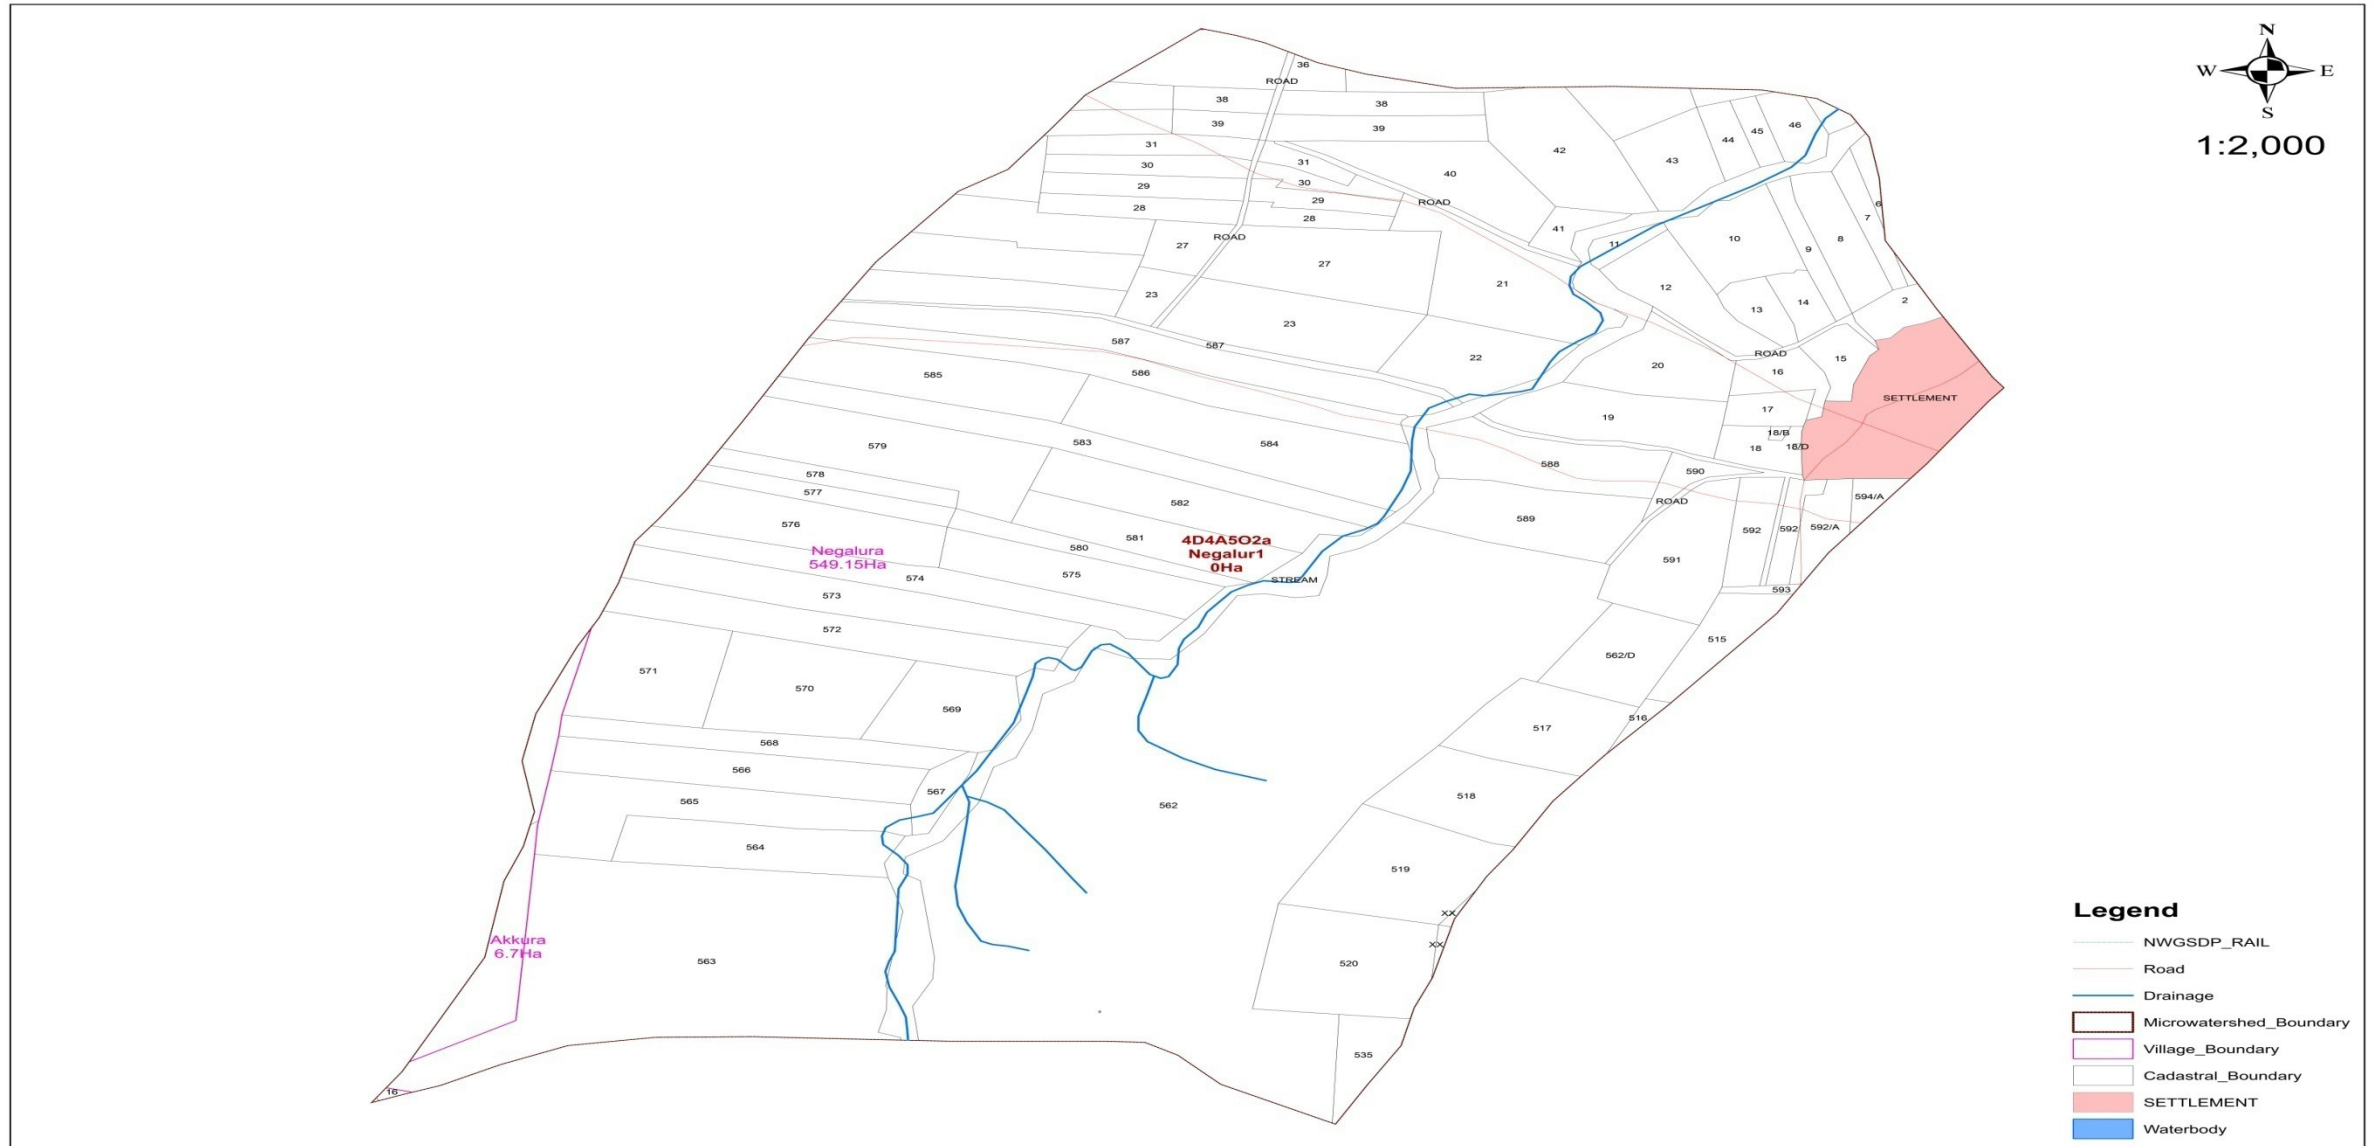 N
W E
S
1:2,000
36
ROAD
38
38
39
39
31
30
29
28
31
30
29
28
40
ROAD
ROAD
42
43
44
45
46
41
11
10
9
8
7
6
12
13
14
2
27
27
21
23
23
22
587
587
586
585
584
583
582
581
580
579
578
577
576
575
574
573
572
571
570
569
568
567
566
565
564
563
562
20
19
ROAD
16
15
17
18/B
18
18/D
SETTLEMENT
588
589
590
ROAD
591
592
592
592/A
594/A
593
515
562/D
516
517
518
519
XX
XX
520
535
STREAM
Negalura
549.15Ha
4D4A5O2a
Negalur1
0Ha
Akkura
6.7Ha
16
Legend
NWGSDP_RAIL
Road
Drainage
Microwatershed_Boundary
Village_Boundary
Cadastral_Boundary
SETTLEMENT
Waterbody